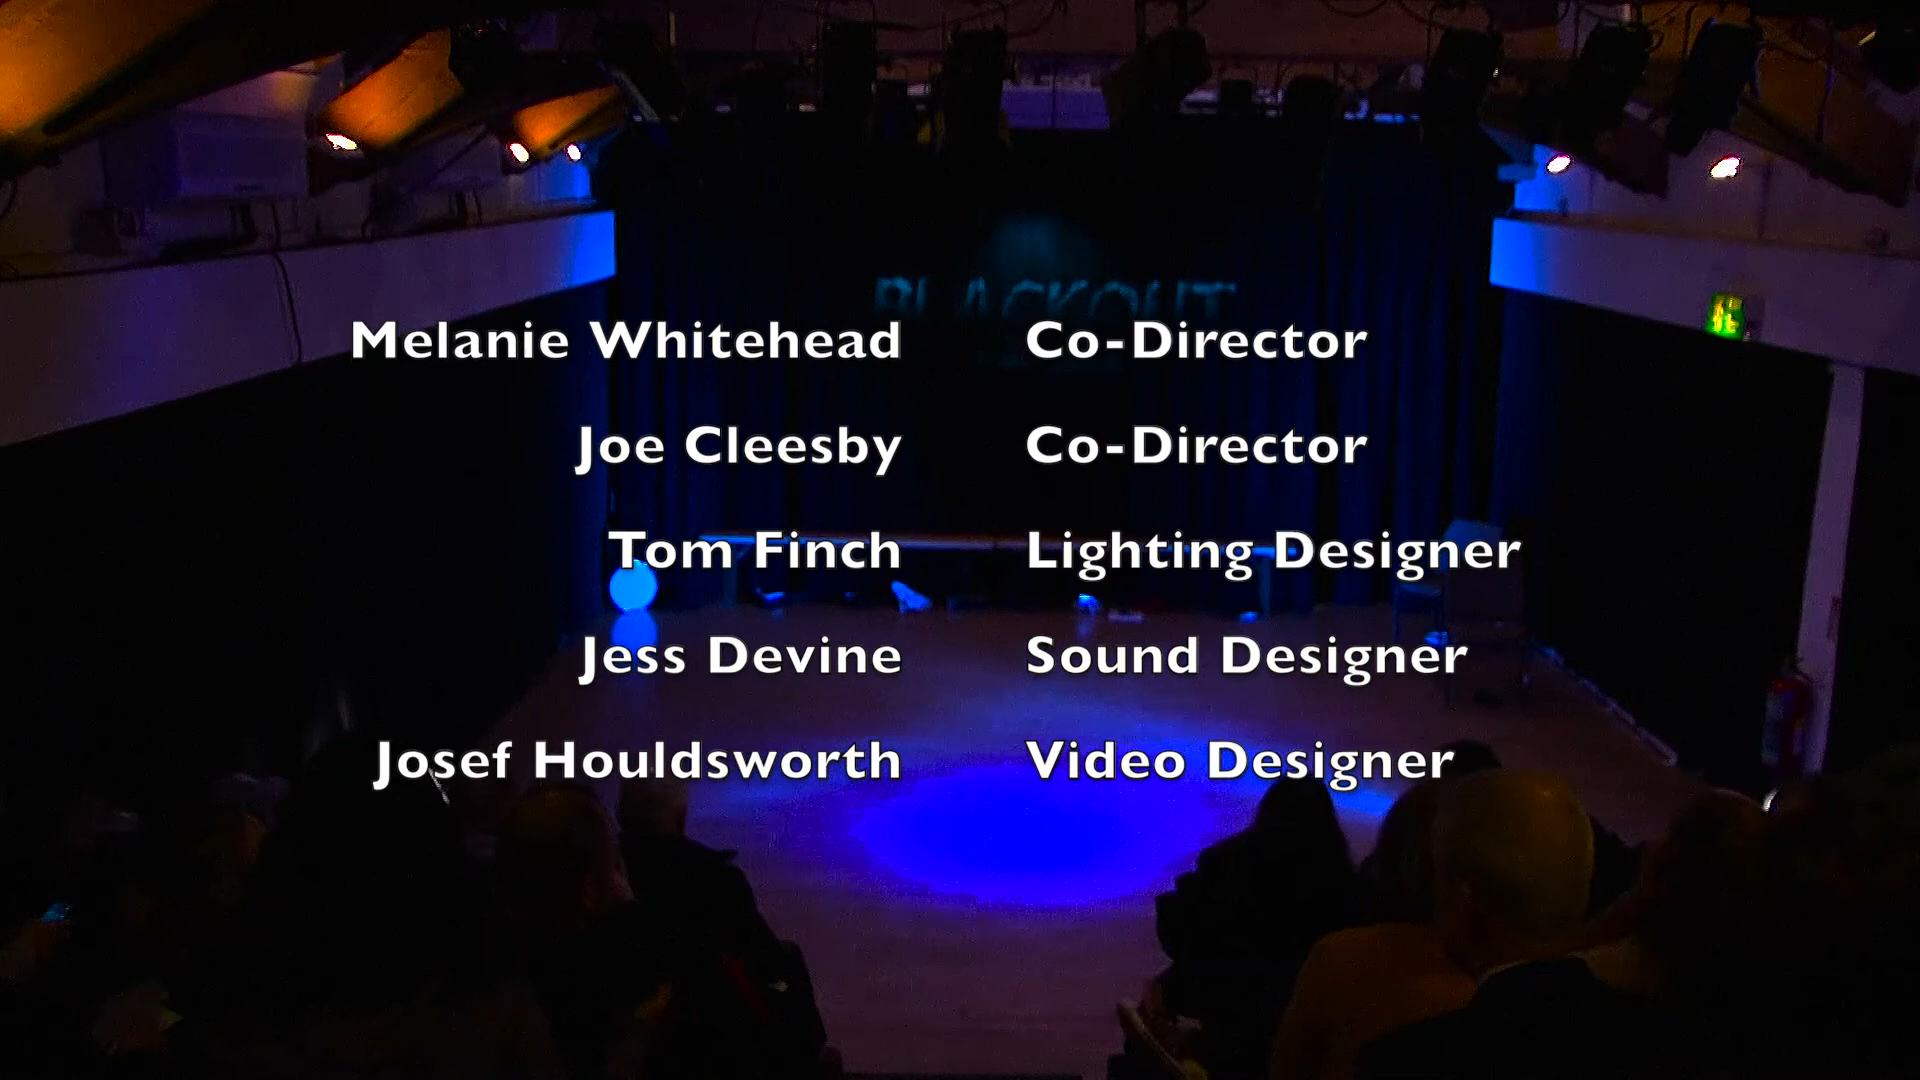 BLACKOUT
Melanie Whitehead Co-Director
Joe Cleesby Co-Director
Tom Finch Lighting Designer
Jess Devine Sound Designer
Josef Houldsworth Video Designer